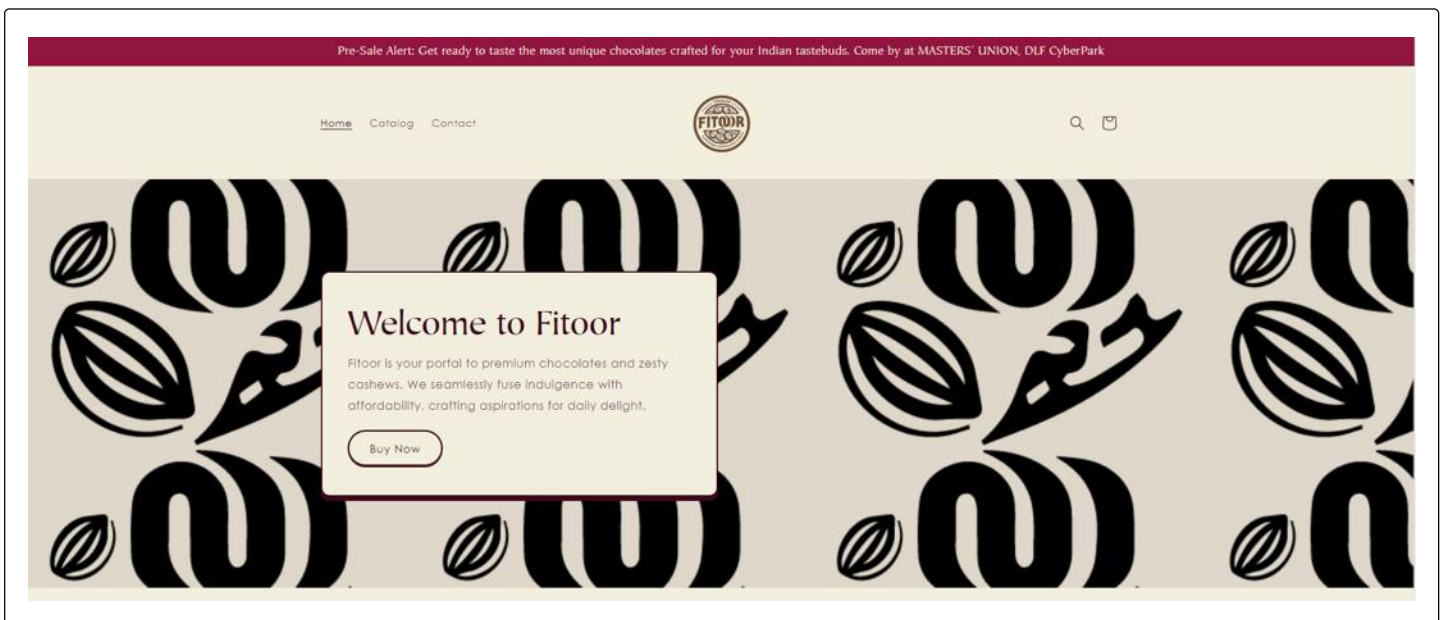 Pre-Sale Alert: Get ready to taste the most unique chocolates crafted for your Indian tastebuds. Come by at MASTERS' UNION, DLF CyberPark
Home Catalog Contact
FITOOR
Welcome to Fitoor
Fitoor is your portal to premium chocolates and zesty
cashews. We seamlessly fuse indulgence with
affordability, crafting aspirations for daily delight.
Buy Now